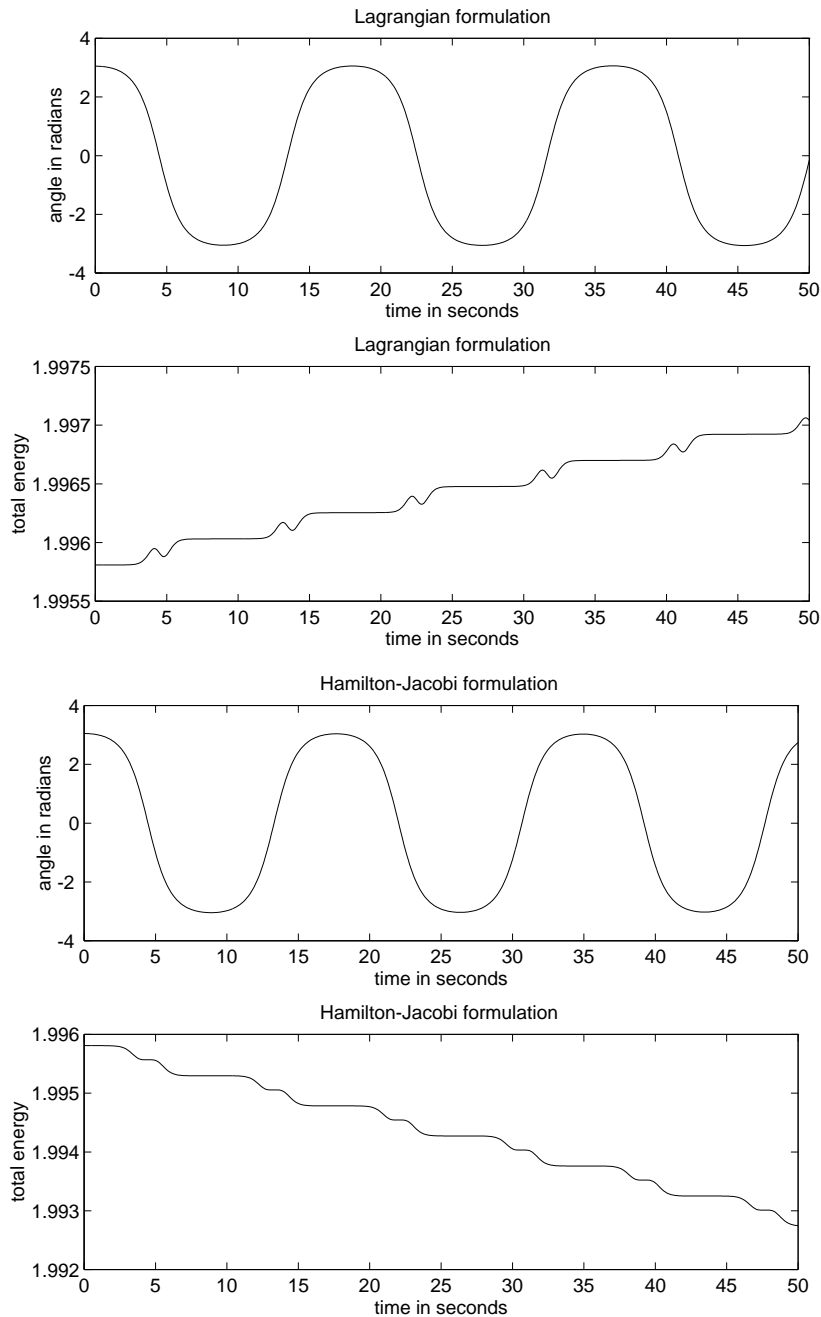 Lagrangian formulation
4
2
0
-2
-4
angle in radians
0 5 10 15 20 25 30 35 40 45 50
time in seconds
Lagrangian formulation
1.9975
1.997
1.9965
1.996
1.9955
total energy
0 5 10 15 20 25 30 35 40 45 50
time in seconds
Hamilton-Jacobi formulation
4
2
0
-2
-4
angle in radians
0 5 10 15 20 25 30 35 40 45 50
time in seconds
Hamilton-Jacobi formulation
1.996
1.995
1.994
1.993
1.992
total energy
0 5 10 15 20 25 30 35 40 45 50
time in seconds